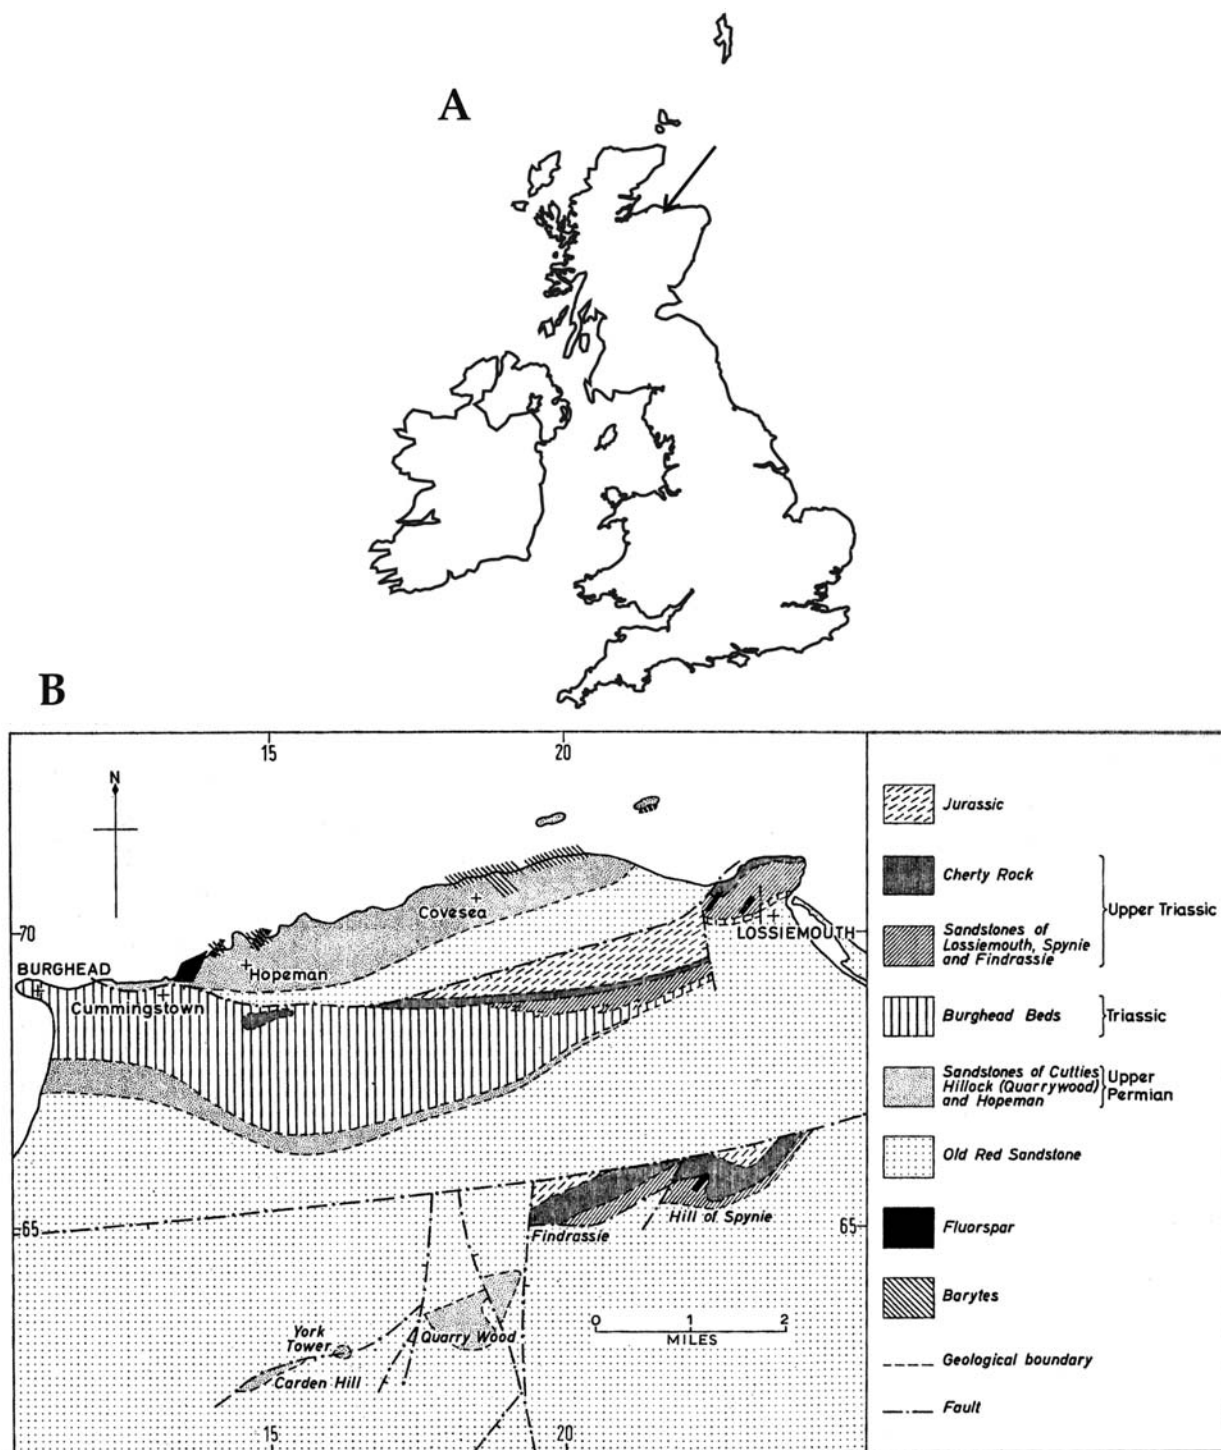 A
B
15
20
N
Covesea
70
LOSSIEMOUTH
BURGHEAD
Hopeman
Cummingstown
65
65
Findrassie
Hill of Spynie
0
2
MILES
York
Tower
Quarry Wood
Carden Hill
15
20
Jurassic
Cherty Rock
Upper Triassic
Sandstones of
Lossiemouth, Spynie
and Findrassie
Burghead Beds
Triassic
Sandstones of Cutties
Hillock (Quarrywood)
and Hopeman
Upper
Permian
Old Red Sandstone
Fluorspar
Barytes
Geological boundary
Fault